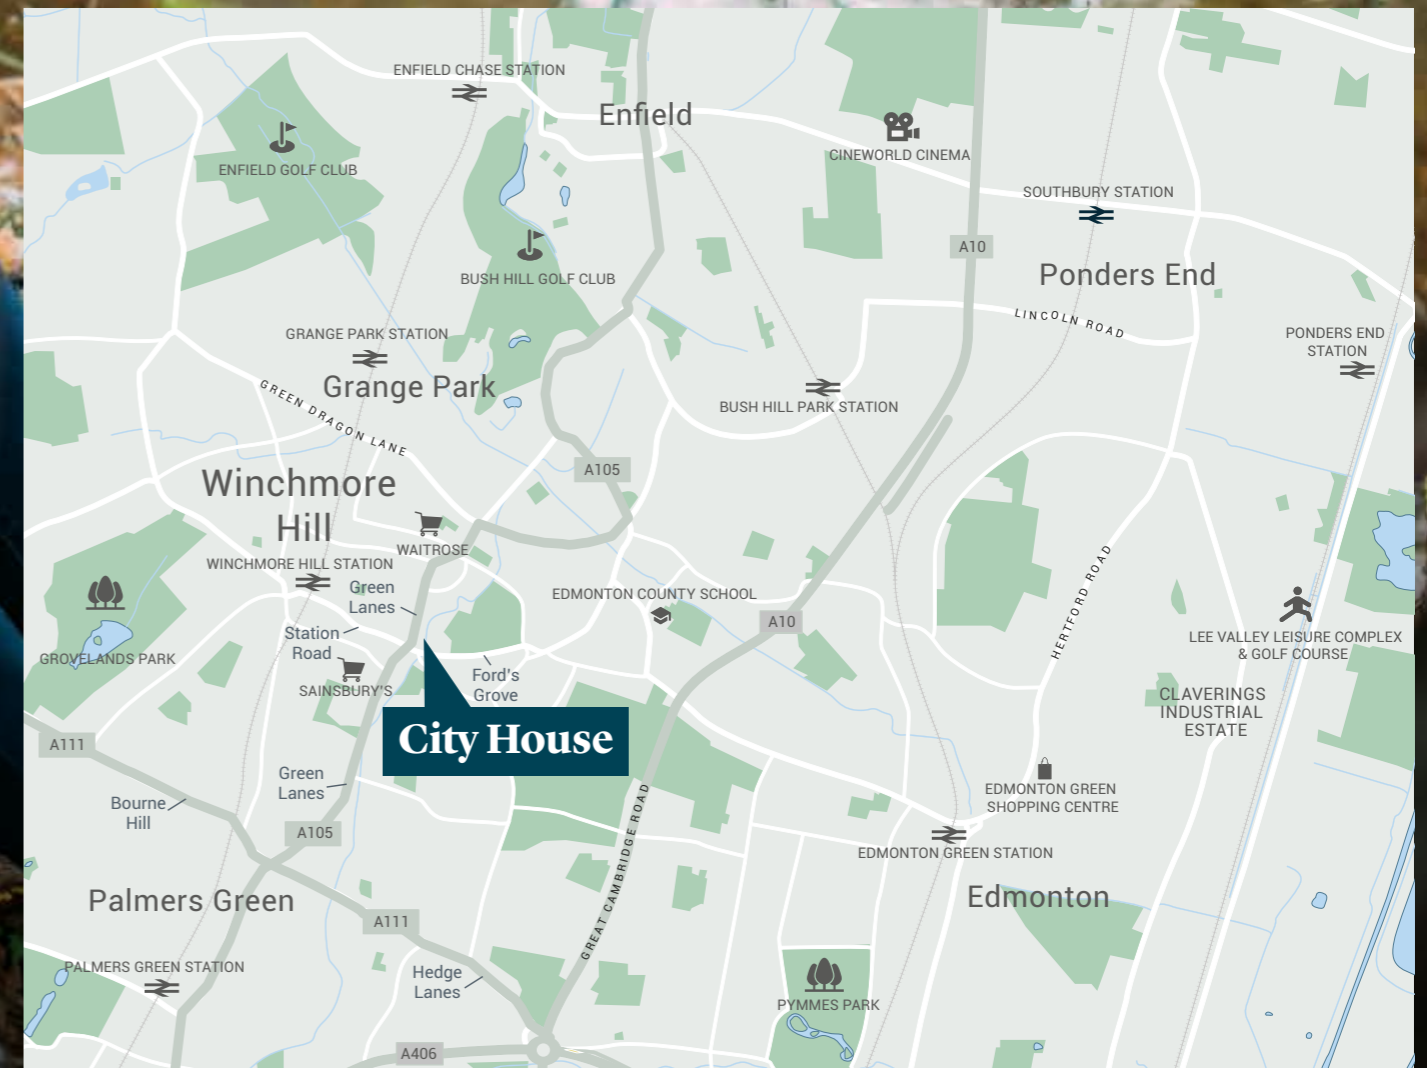 ENFIELD CHASE STATION
Enfield
CINEWORLD CINEMA
ENFIELD GOLF CLUB
SOUTHBURY STATION
A10
Ponders End
BUSH HILL GOLF CLUB
LINCOLN ROAD
GRANGE PARK STATION
PONDERS END
STATION
Grange Park
GREEN DRAGON LANE
BUSH HILL PARK STATION
A105
Winchmore
Hill
WAITROSE
WINCHMORE HILL STATION
Green
Lanes
EDMONTON COUNTY SCHOOL
HERTFORD ROAD
A10
Station
Road
LEE VALLEY LEISURE COMPLEX
& GOLF COURSE
GROVELANDS PARK
SAINSBURY'S
Ford's
Grove
CLAVERINGS
INDUSTRIAL
ESTATE
City House
A111
Green
Lanes
EDMONTON GREEN
SHOPPING CENTRE
Bourne
Hill
A105
EDMONTON GREEN STATION
GREAT CAMBRIDGE ROAD
Palmers Green
Edmonton
A111
PALMERS GREEN STATION
Hedge
Lanes
PYMMES PARK
A406